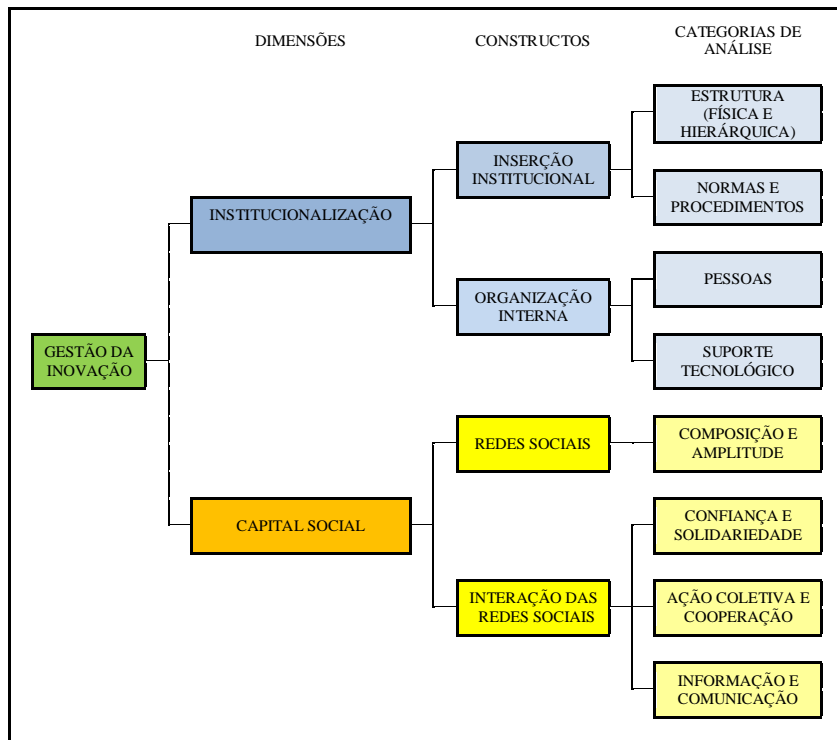 DIMENSÕES
CONSTRUCTOS
CATEGORIAS DE
ANÁLISE
ESTRUTURA
(FÍSICA E
HIERÁRQUICA)
INSERÇÃO
INSTITUCIONAL
NORMAS E
PROCEDIMENTOS
INSTITUCIONALIZAÇÃO
PESSOAS
ORGANIZAÇÃO
INTERNA
SUPORTE
TECNOLÓGICO
GESTÃO DA
INOVAÇÃO
REDES SOCIAIS
COMPOSIÇÃO E
AMPLITUDE
CAPITAL SOCIAL
CONFIANÇA E
SOLIDARIEDADE
INTERAÇÃO DAS
REDES SOCIAIS
AÇÃO COLETIVA E
COOPERAÇÃO
INFORMAÇÃO E
COMUNICAÇÃO